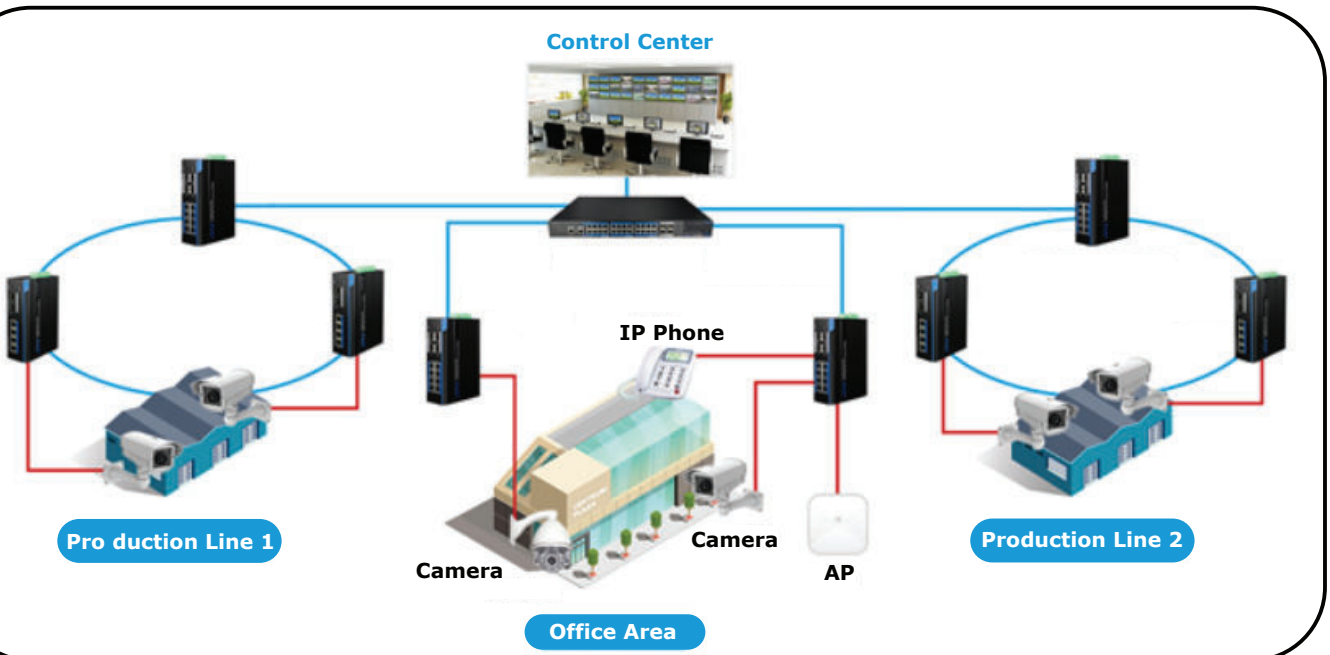 Control Center
IP Phone
Camera
Camera
AP
Pro duction Line 1
Production Line 2
Office Area